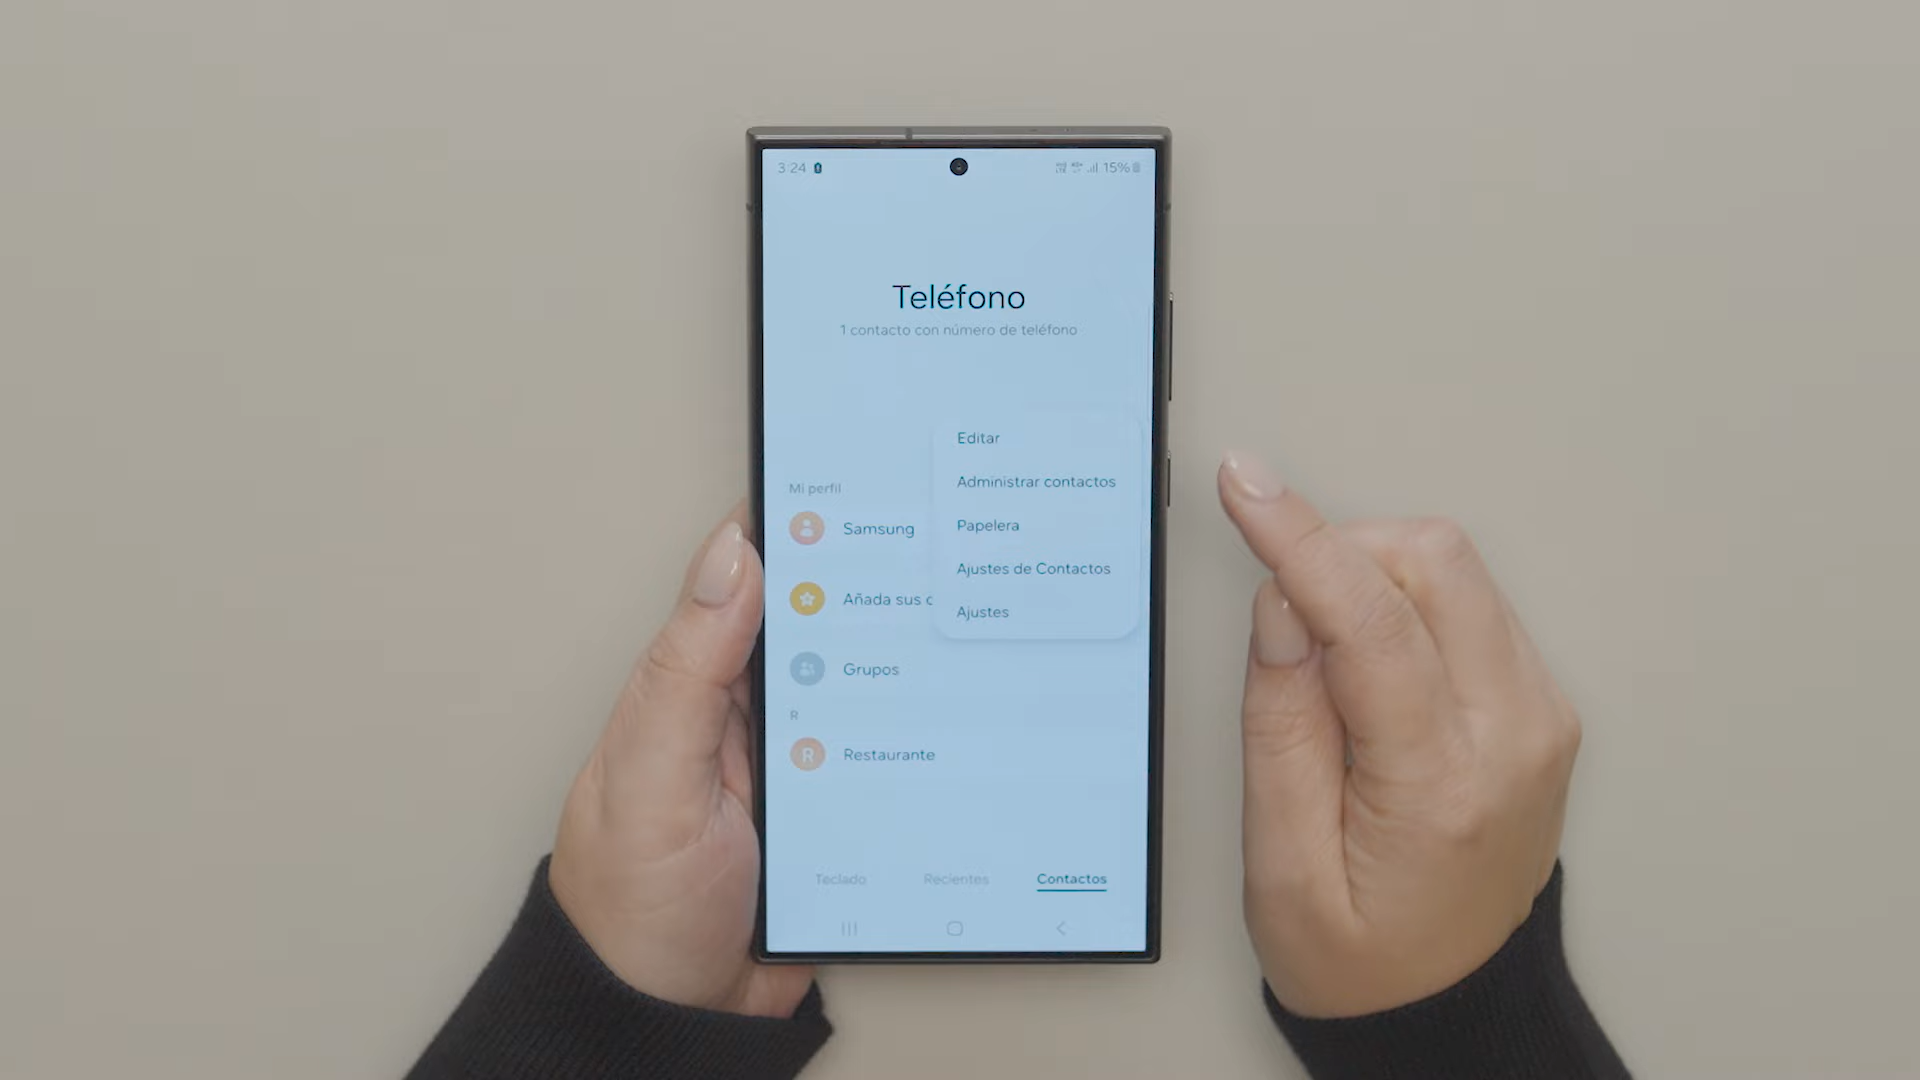 3:24
15%
Teléfono
1 contacto con número de teléfono
Editar
Administrar contactos
Papelera
Ajustes de Contactos
Ajustes
Mi perfil
Samsung
Añada sus c
Grupos
R
R Restaurante
Teclado Recientes Contactos